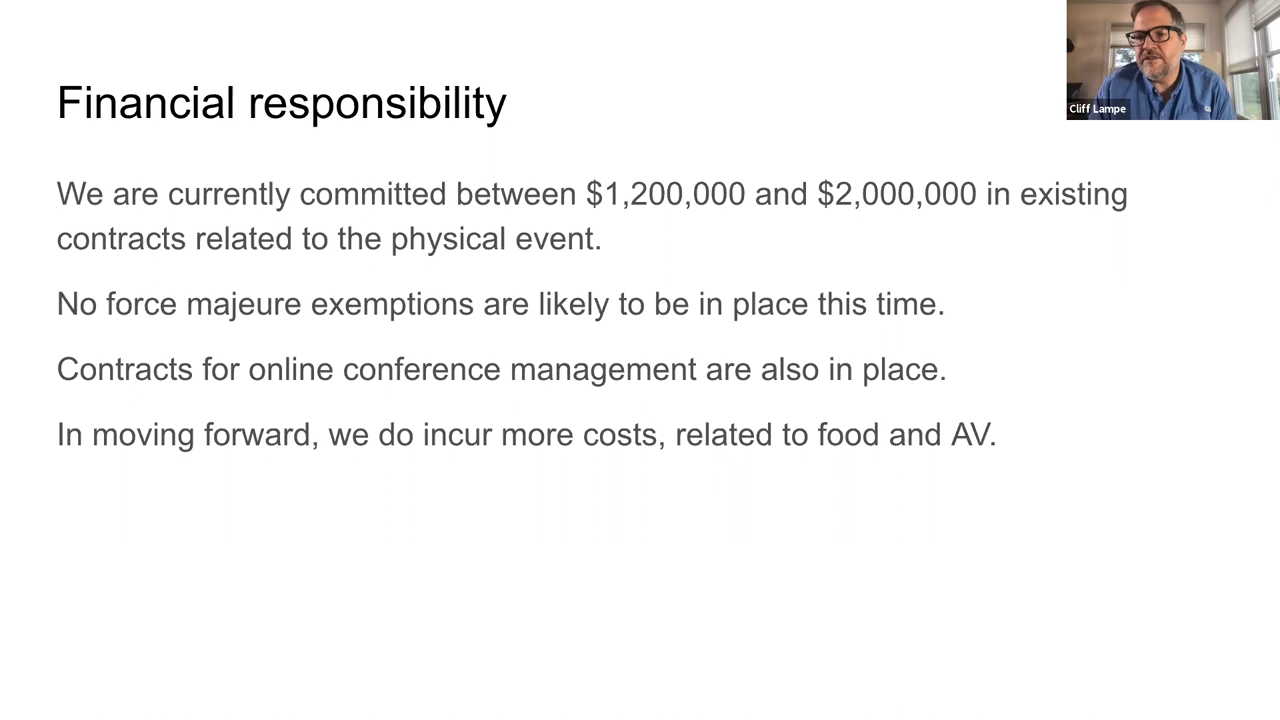 Financial responsibility
Cliff Lampe
We are currently committed between $1,200,000 and $2,000,000 in existing
contracts related to the physical event.
No force majeure exemptions are likely to be in place this time.
Contracts for online conference management are also in place.
In moving forward, we do incur more costs, related to food and AV.